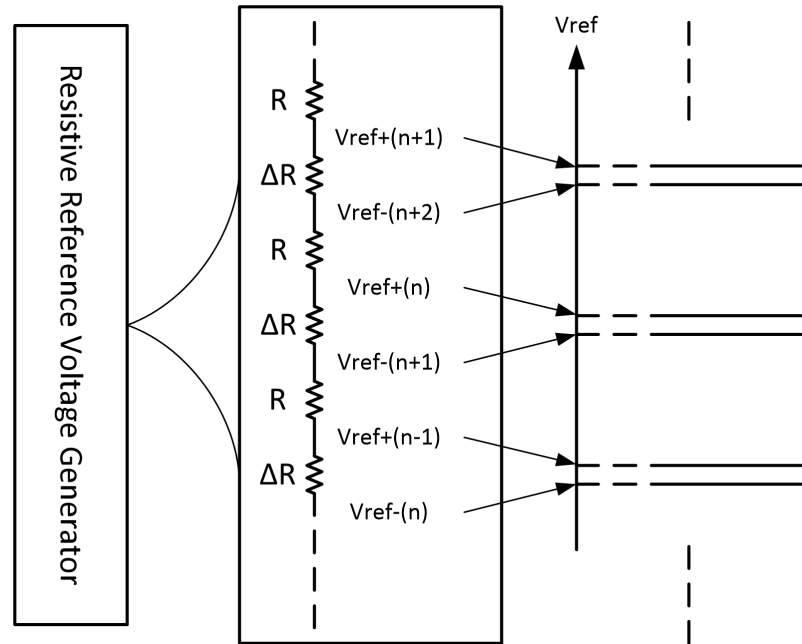 Resistive Reference Voltage Generator
R
ΔR
R
ΔR
R
ΔR
Vref+(n+1)
Vref-(n+2)
Vref+(n)
Vref-(n+1)
Vref+(n-1)
Vref-(n)
Vref